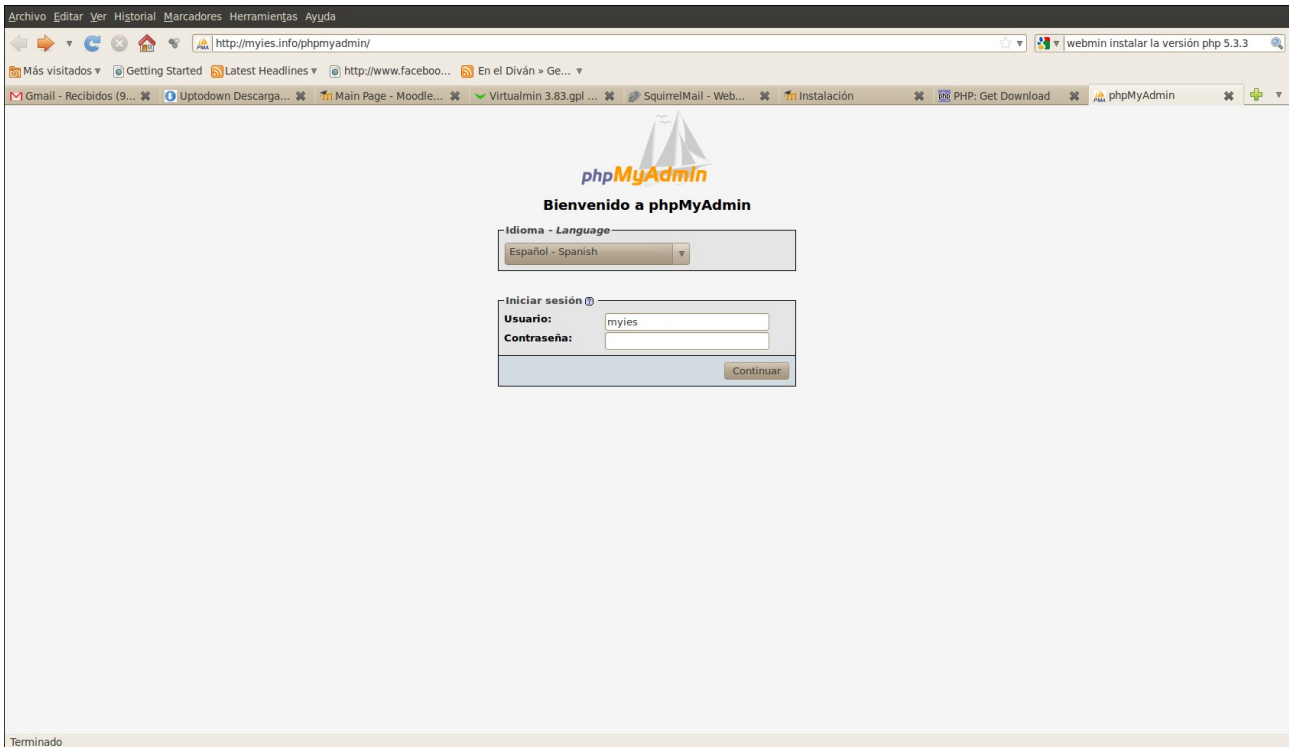 Archivo Editar Ver Historial Marcadores Herramientas Ayuda
http://myies.info/phpmyadmin/
webmin instalar la versión php 5.3.3
Más visitados Getting Started Latest Headlines http://www.faceboo... En el Diván » Ge...
Gmail - Recibidos (9... Uptodown Descarga... Main Page - Moodle... Virtualmin 3.83.gpl ... SquirrelMail - Web... Instalación PHP: Get Download phpMyAdmin
phpMyAdmin
Bienvenido a phpMyAdmin
Idioma - Language
Español - Spanish
Iniciar sesión
Usuario: myies
Contraseña:
Continuar
Terminado